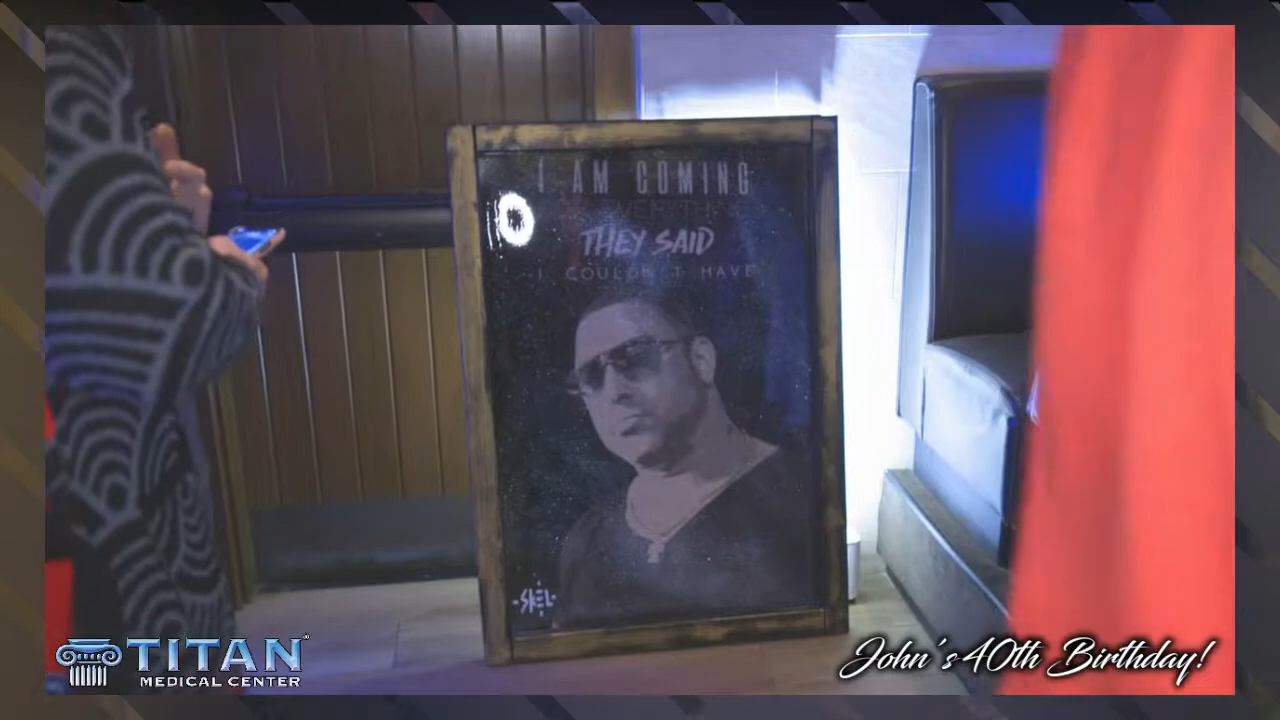 I AM COMING
THEY SAID
I COULDN'T HAVE
·SKEL·
TITAN
MEDICAL CENTER
John's 40th Birthday!